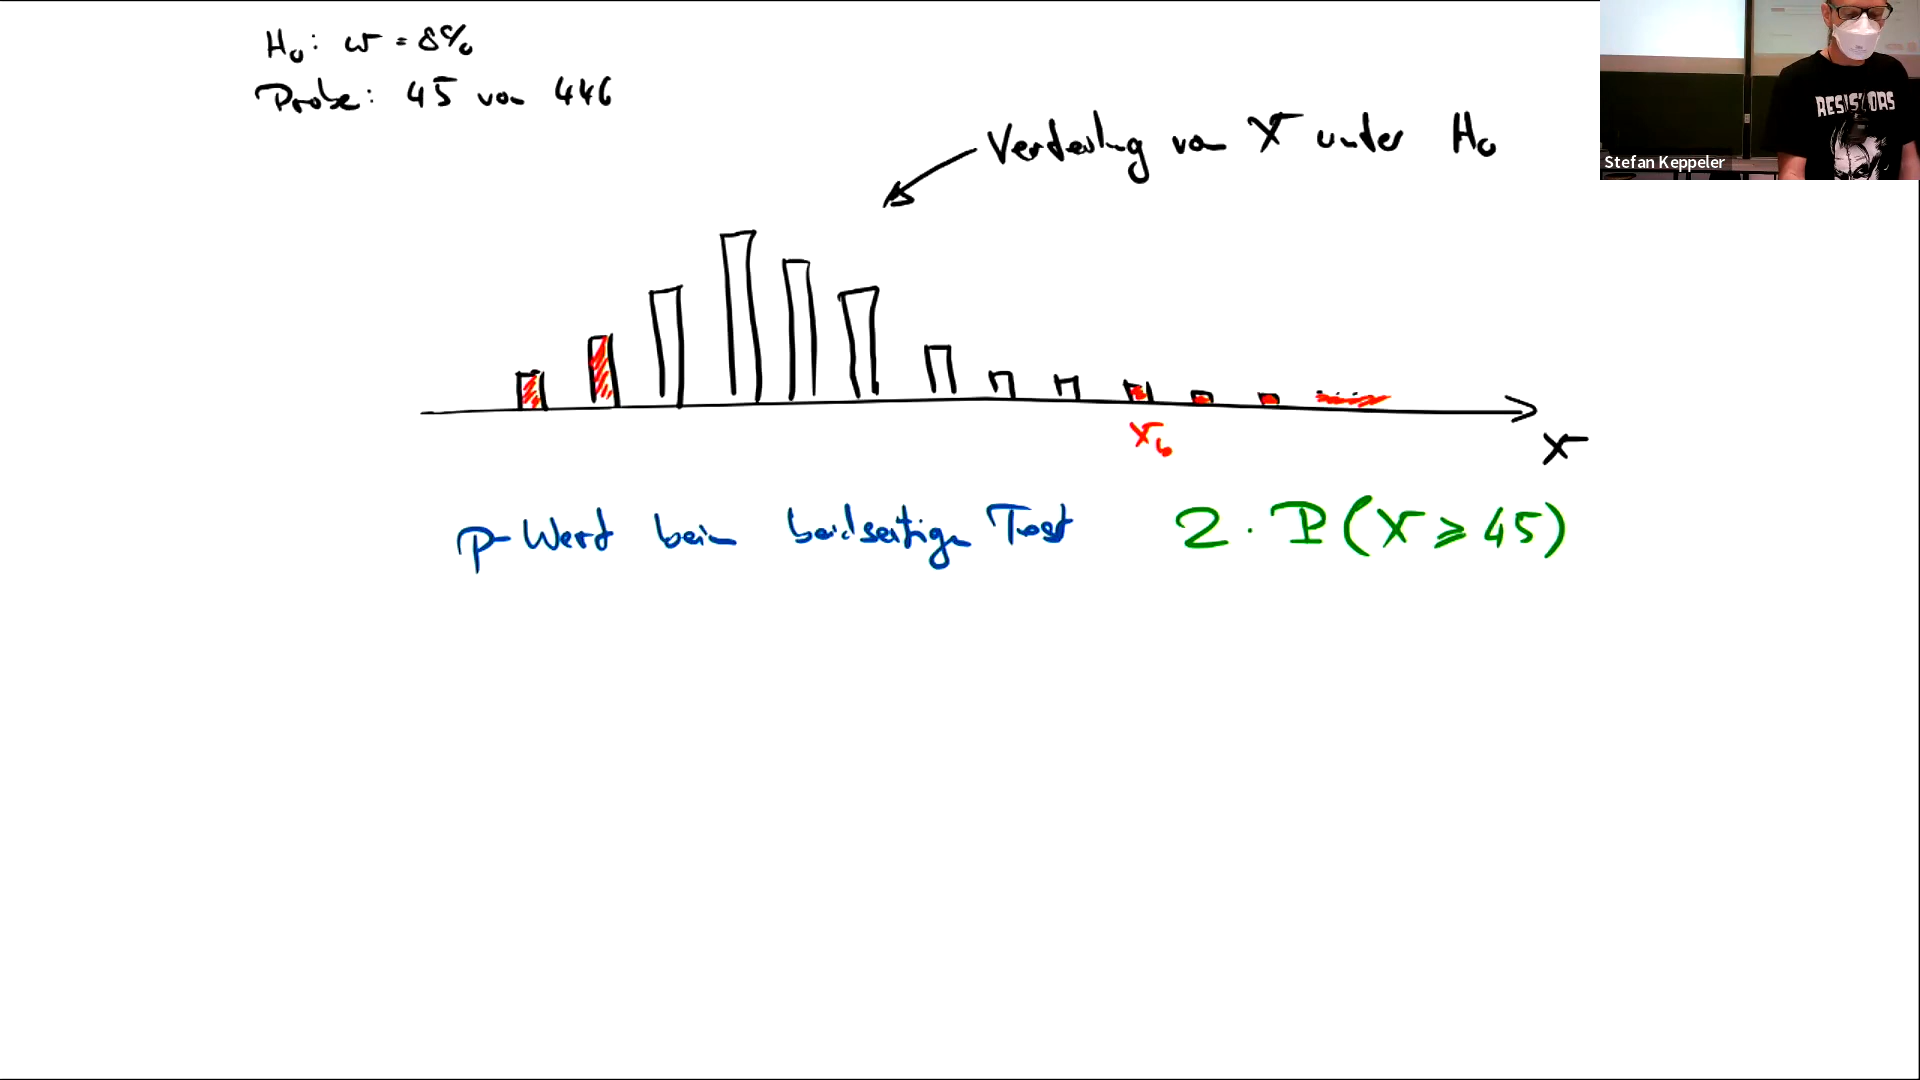 H₀: ω = 8%
Probe: 45 von 446
Verteilung von X unter H₀
RESISTORS
Stefan Keppeler
x₆
X
p-Wert beim beidseitigen Test 2 · P(X ≥ 45)